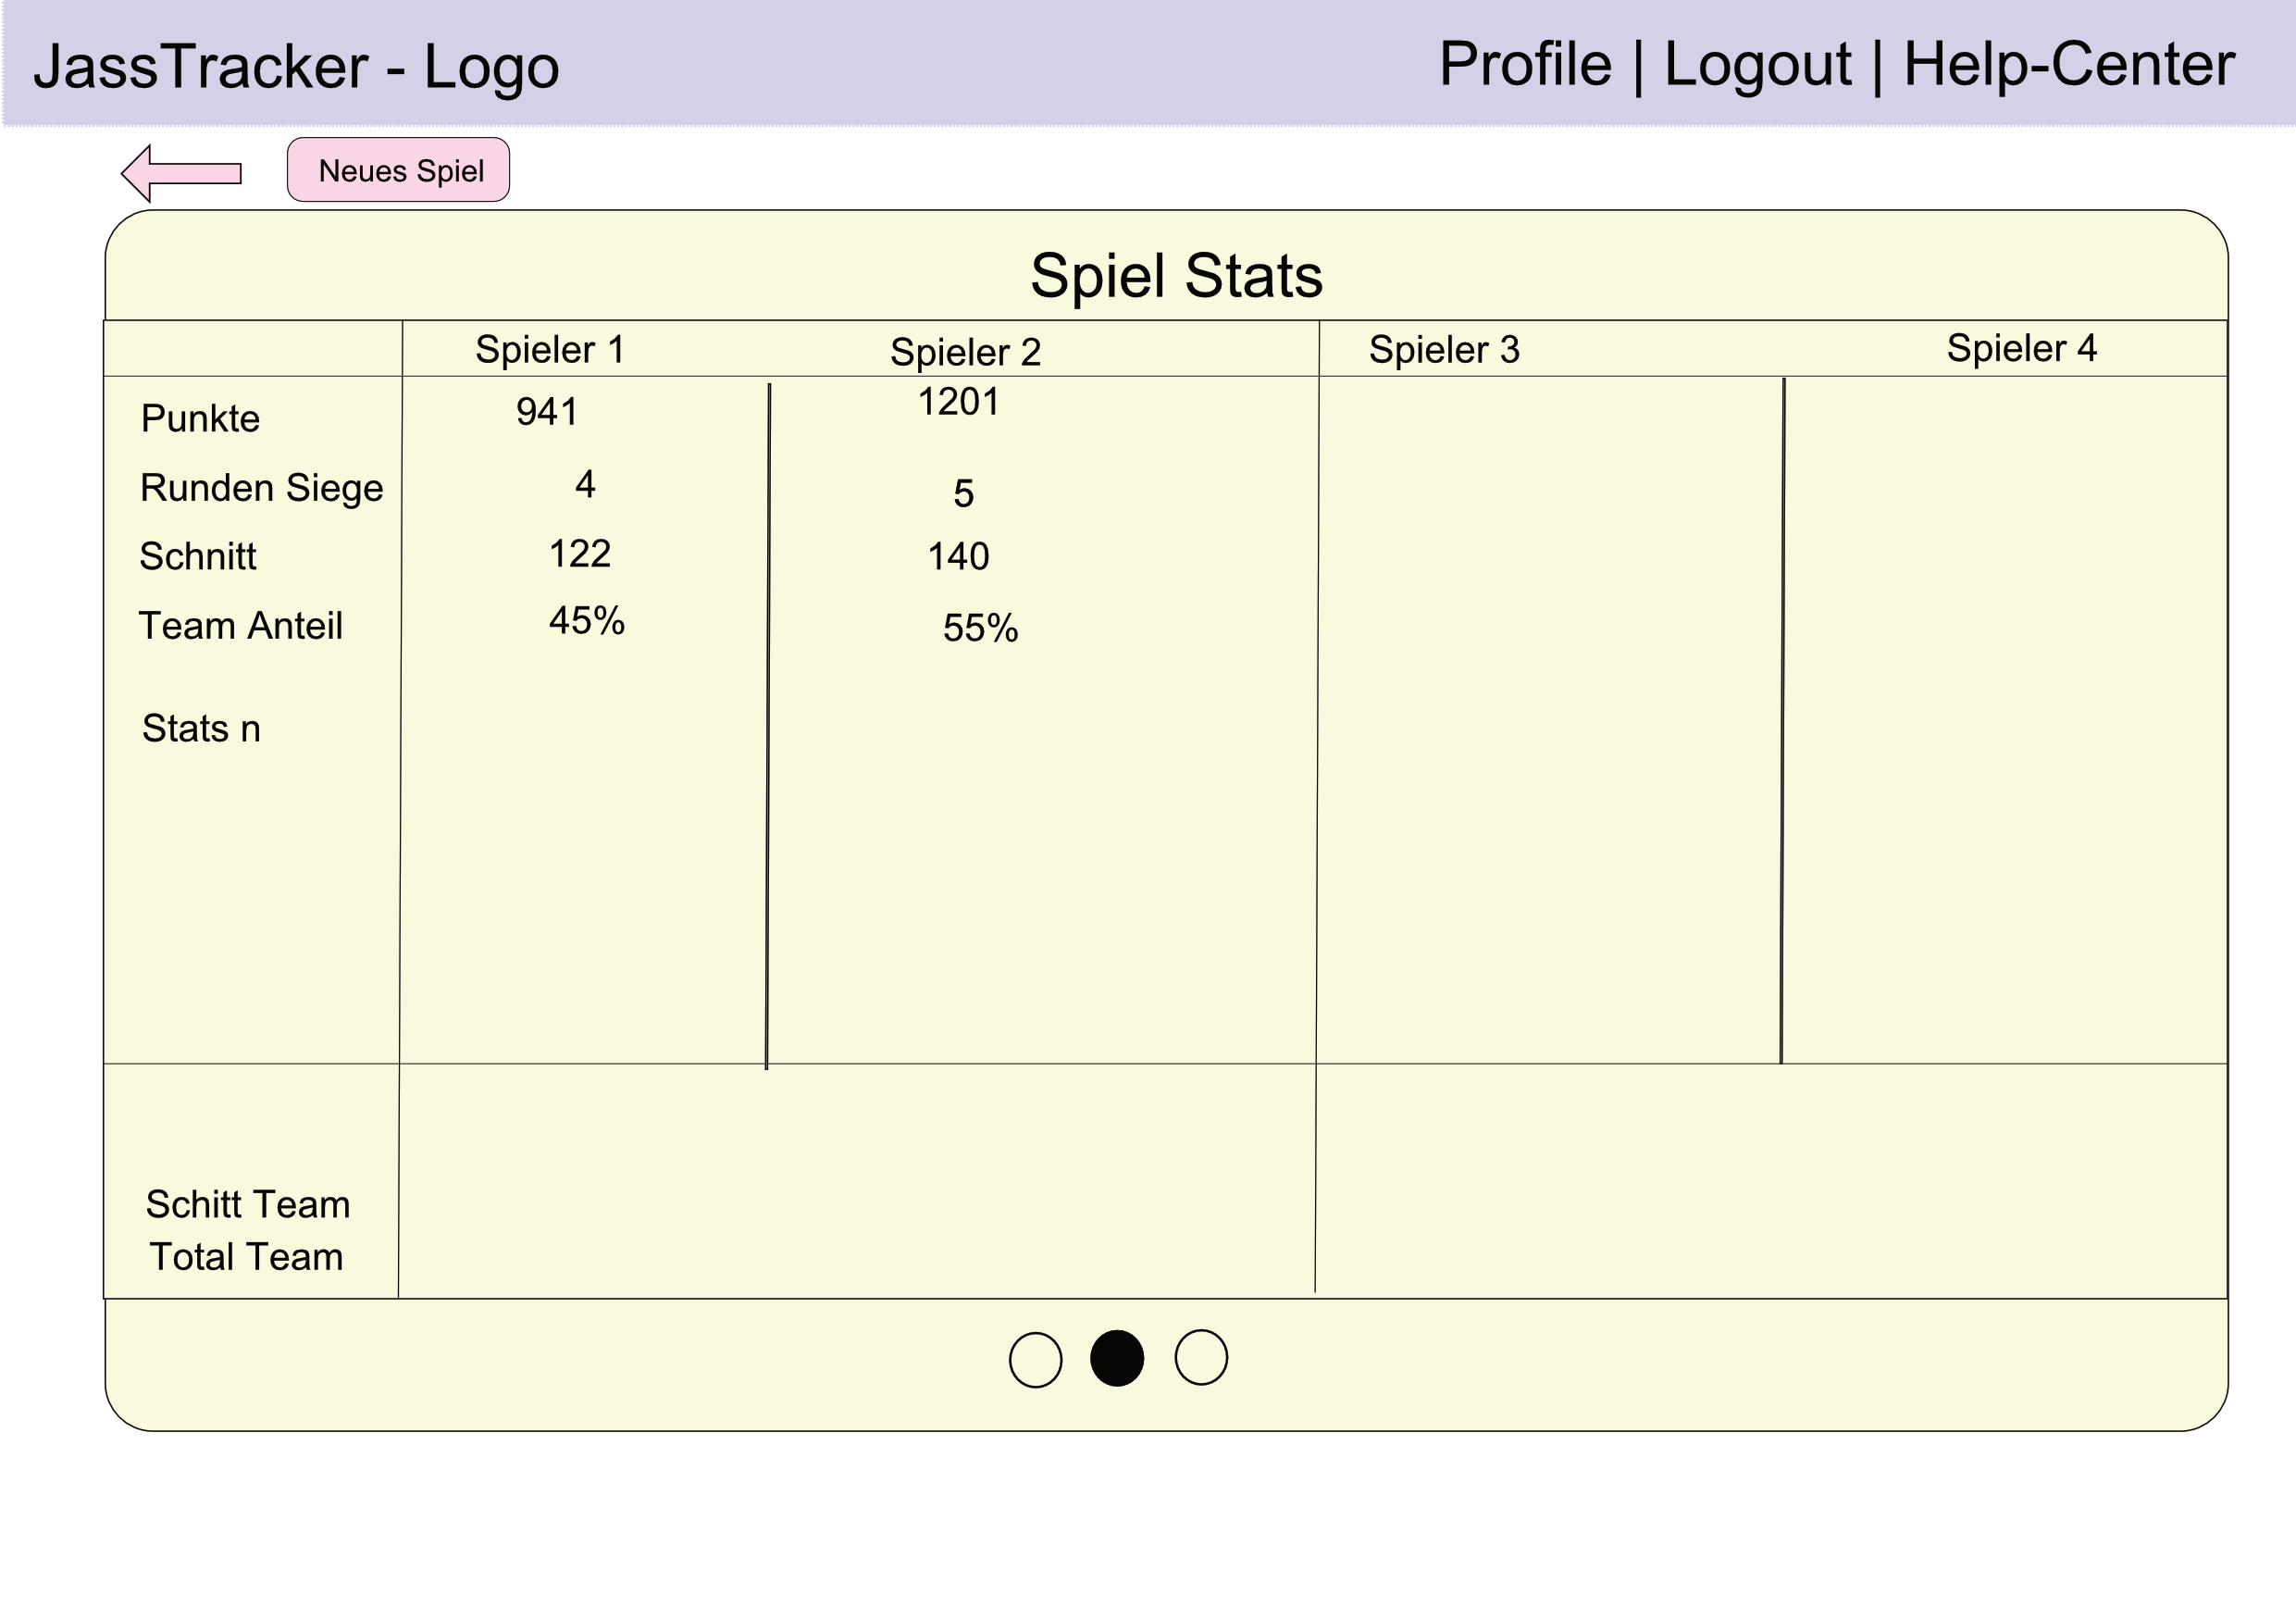 JassTracker - Logo
Profile | Logout | Help-Center
Neues Spiel
Spiel Stats
Spieler 1 Spieler 2 Spieler 3 Spieler 4
Punkte 941 1201
Runden Siege 4 5
Schnitt 122 140
Team Anteil 45% 55%
Stats n
Schitt Team
Total Team